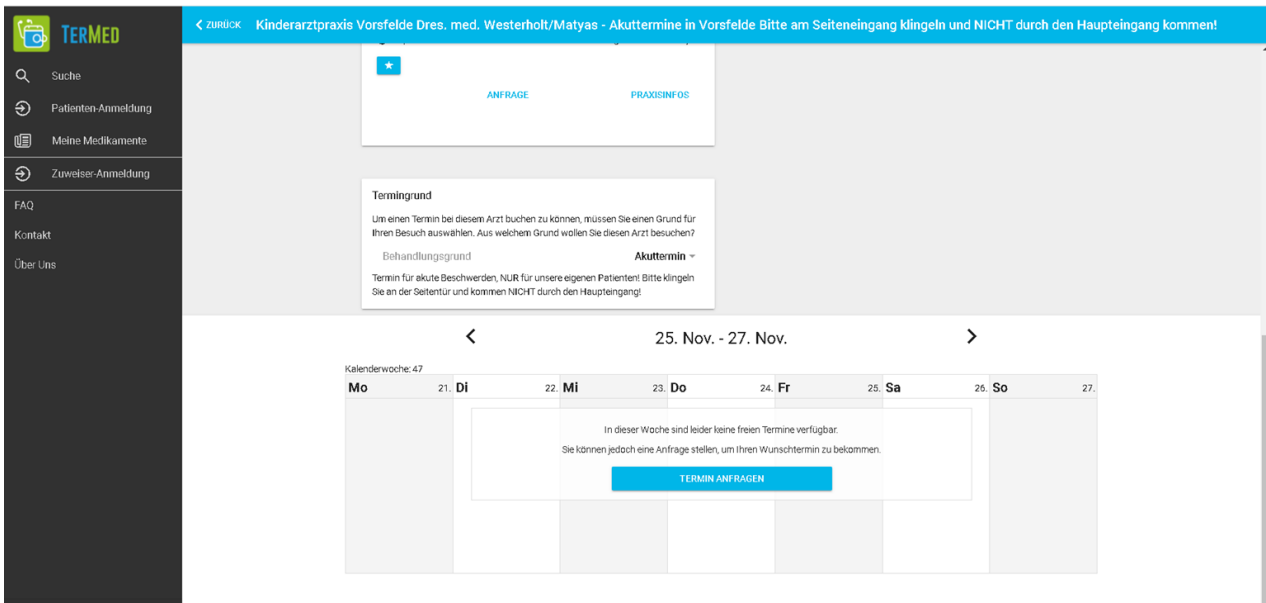 TERMED
Suche
Patienten-Anmeldung
Meine Medikamente
Zuweiser-Anmeldung
FAQ
Kontakt
Über Uns
ZURÜCK Kinderarztpraxis Vorsfelde Dres. med. Westerholt/Matyas - Akuttermine in Vorsfelde Bitte am Seiteneingang klingeln und NICHT durch den Haupteingang kommen!
ANFRAGE PRAXISINFOS
Termingrund
Um einen Termin bei diesem Arzt buchen zu können, müssen Sie einen Grund für
Ihren Besuch auswählen. Aus welchem Grund wollen Sie diesen Arzt besuchen?
Behandlungsgrund Akuttermin
Termin für akute Beschwerden, NUR für unsere eigenen Patienten! Bitte klingeln
Sie an der Seitentür und kommen NICHT durch den Haupteingang!
25. Nov. - 27. Nov.
Kalenderwoche: 47
Mo 21. Di 22. Mi 23. Do 24. Fr 25. Sa 26. So 27.
In dieser Woche sind leider keine freien Termine verfügbar.
Sie können jedoch eine Anfrage stellen, um Ihren Wunschtermin zu bekommen.
TERMIN ANFRAGEN